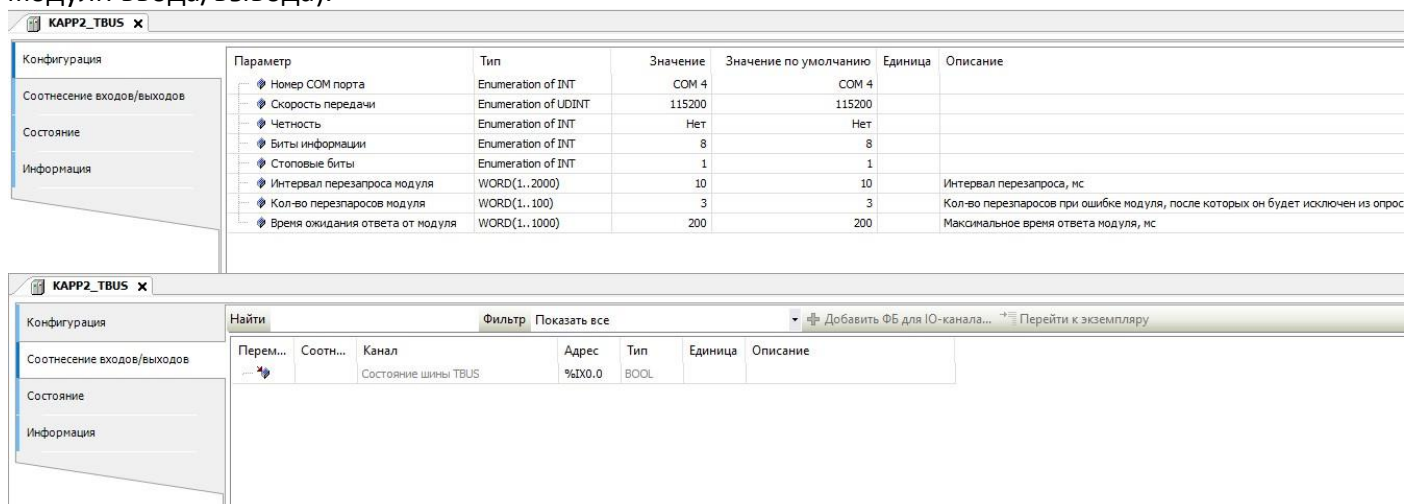 модули ввода/вывода).
KAPP2_TBUS X
Конфигурация
Соотнесение входов/выходов
Состояние
Информация
Параметр Тип Значение Значение по умолчанию Единица Описание
Номер COM порта Enumeration of INT COM 4 COM 4
Скорость передачи Enumeration of UDINT 115200 115200
Четность Enumeration of INT Нет Нет
Биты информации Enumeration of INT 8 8
Стоповые биты Enumeration of INT 1 1
Интервал перезапроса модуля WORD(1..2000) 10 10 Интервал перезапроса, мс
Кол-во перезпаросов модуля WORD(1..100) 3 3 Кол-во перезпаросов при ошибке модуля, после которых он будет исключен из опрос
Время ожидания ответа от модуля WORD(1..1000) 200 200 Максимальное время ответа модуля, мс
KAPP2_TBUS X
Конфигурация
Соотнесение входов/выходов
Состояние
Информация
Найти Фильтр Показать все Добавить ФБ для IO-канала... Перейти к экземпляру
Перем... Соотн... Канал Адрес Тип Единица Описание
Состояние шины TBUS %IX0.0 BOOL